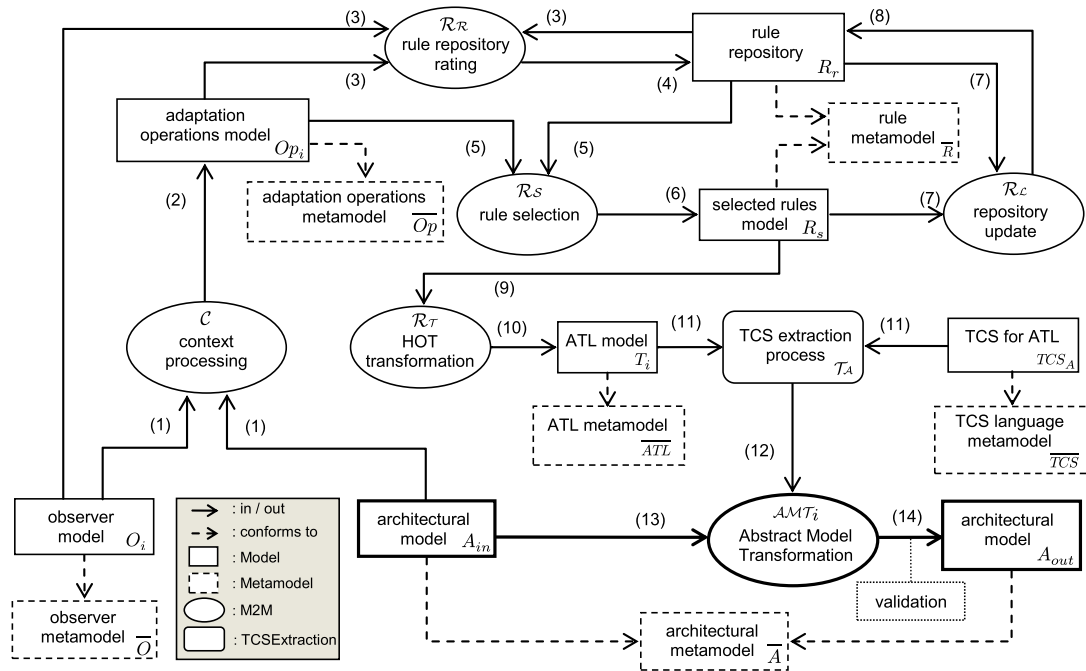 (3)
(3)
(8)
ℛ_ℛ
rule repository
rating
rule
repository
R_r
(3)
(4)
(7)
adaptation
operations model
Op_i
rule
metamodel
R̅
(5)
(5)
(2)
adaptation operations
metamodel
O̅p̅
ℛ_𝒮
rule selection
(6)
selected rules
model
R_s
(7)
ℛ_ℒ
repository
update
(9)
𝒞
context
processing
ℛ_𝒯
HOT
transformation
(10)
ATL model
T_i
(11)
TCS extraction
process
𝒯_𝒜
(11)
TCS for ATL
TCS_A
ATL metamodel
A̅T̅L̅
TCS language
metamodel
T̅C̅S̅
(1)
(1)
(12)
observer
model
O_i
: in / out
: conforms to
: Model
: Metamodel
: M2M
: TCSExtraction
architectural
model
A_in
(13)
𝒜ℳ𝒯_i
Abstract Model
Transformation
(14)
architectural
model
A_out
validation
observer
metamodel
O̅
architectural
metamodel
A̅